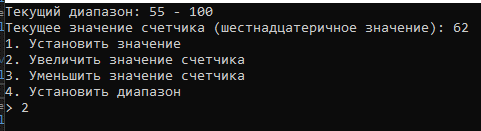 Текущий диапазон: 55 - 100
Текущее значение счетчика (шестнадцатеричное значение): 62
1. Установить значение
2. Увеличить значение счетчика
3. Уменьшить значение счетчика
4. Установить диапазон
> 2